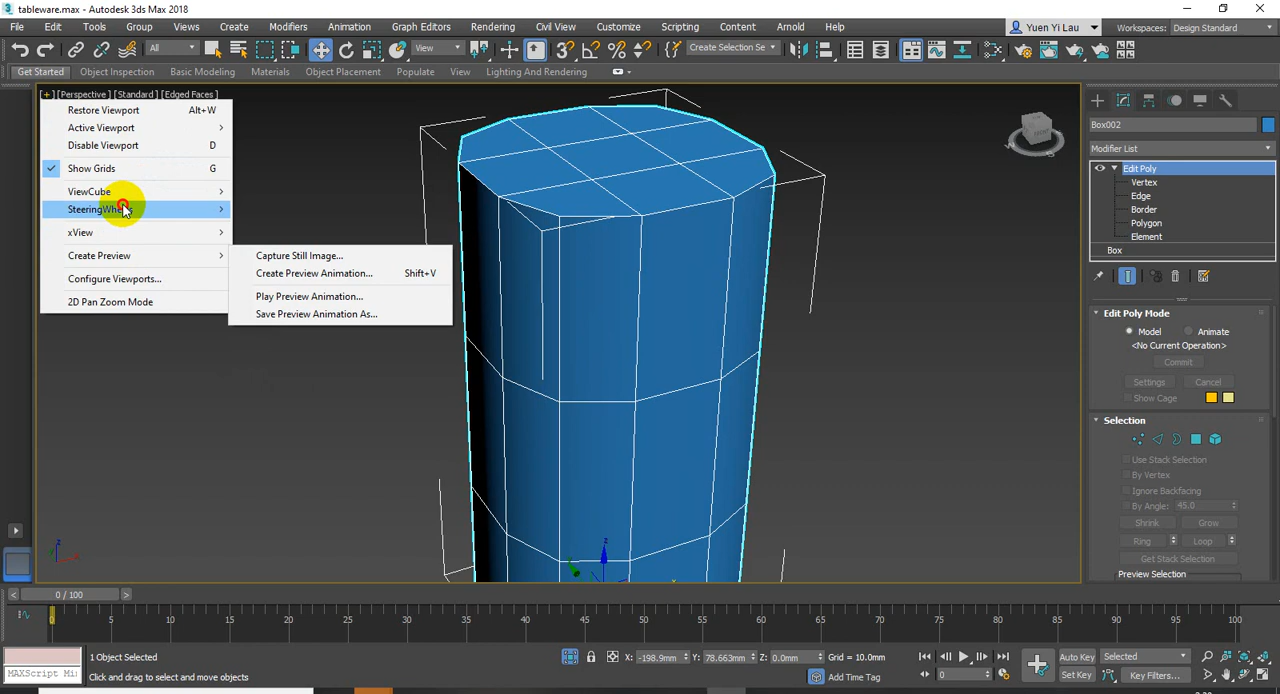 tableware.max - Autodesk 3ds Max 2018
File Edit Tools Group Views Create Modifiers Animation Graph Editors Rendering Civil View Customize Scripting Content Arnold Help
Yuen Yi Lau Workspaces: Design Standard
All View Create Selection Se
Get Started Object Inspection Basic Modeling Materials Object Placement Populate View Lighting And Rendering
[+] [Perspective] [Standard] [Edged Faces]
Restore Viewport Alt+W
Active Viewport
Disable Viewport D
Show Grids G
ViewCube
SteeringWheels
xView
Create Preview
Configure Viewports...
2D Pan Zoom Mode
Capture Still Image...
Create Preview Animation... Shift+V
Play Preview Animation...
Save Preview Animation As...
z
x
z
Box002
Modifier List
Edit Poly
Vertex
Edge
Border
Polygon
Element
Box
Edit Poly Mode
Model Animate
<No Current Operation>
Commit
Settings Cancel
Show Cage
Selection
Use Stack Selection
By Vertex
Ignore Backfacing
By Angle: 45.0
Shrink Grow
Ring Loop
Get Stack Selection
Preview Selection
0 / 100
0 5 10 15 20 25 30 35 40 45 50 55 60 65 70 75 80 85 90 95 100
1 Object Selected
X: -198.9mm Y: 78.663mm Z: 0.0mm Grid = 10.0mm
Auto Key Selected
MAXScript Mi
Click and drag to select and move objects
Add Time Tag
0
Set Key Key Filters...